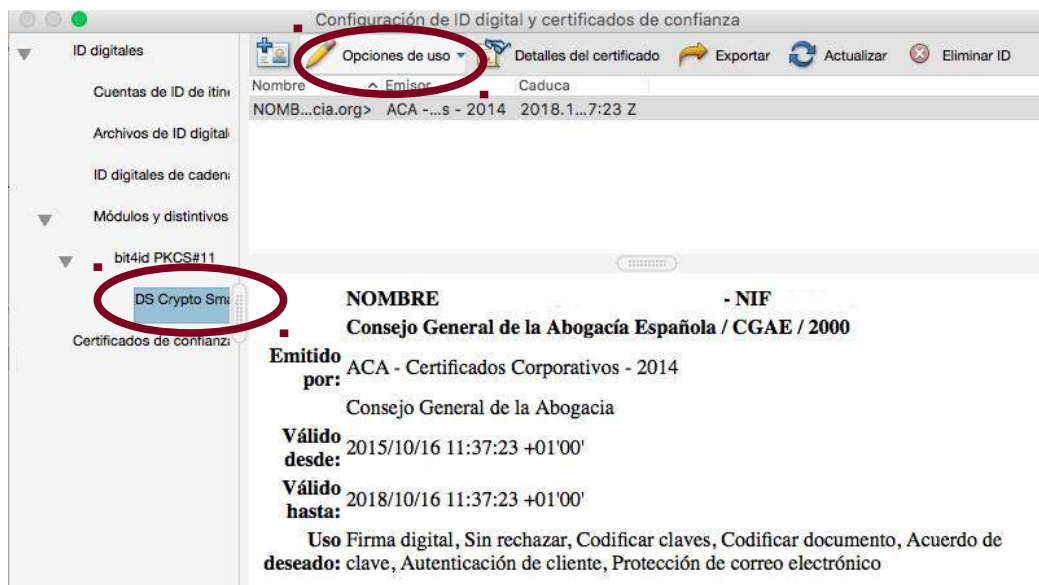 Configuración de ID digital y certificados de confianza
ID digitales
Opciones de uso
Detalles del certificado
Exportar
Actualizar
Eliminar ID
Cuentas de ID de itin
Archivos de ID digital
ID digitales de caden
Módulos y distintivos
bit4id PKCS#11
DS Crypto Sma
Certificados de confianza
Nombre Emisor Caduca
NOMB...cia.org> ACA -...s - 2014 2018.1...7:23 Z
NOMBRE - NIF
Consejo General de la Abogacía Española / CGAE / 2000
Emitido por: ACA - Certificados Corporativos - 2014
Consejo General de la Abogacia
Válido desde: 2015/10/16 11:37:23 +01'00'
Válido hasta: 2018/10/16 11:37:23 +01'00'
Uso deseado: Firma digital, Sin rechazar, Codificar claves, Codificar documento, Acuerdo de
clave, Autenticación de cliente, Protección de correo electrónico